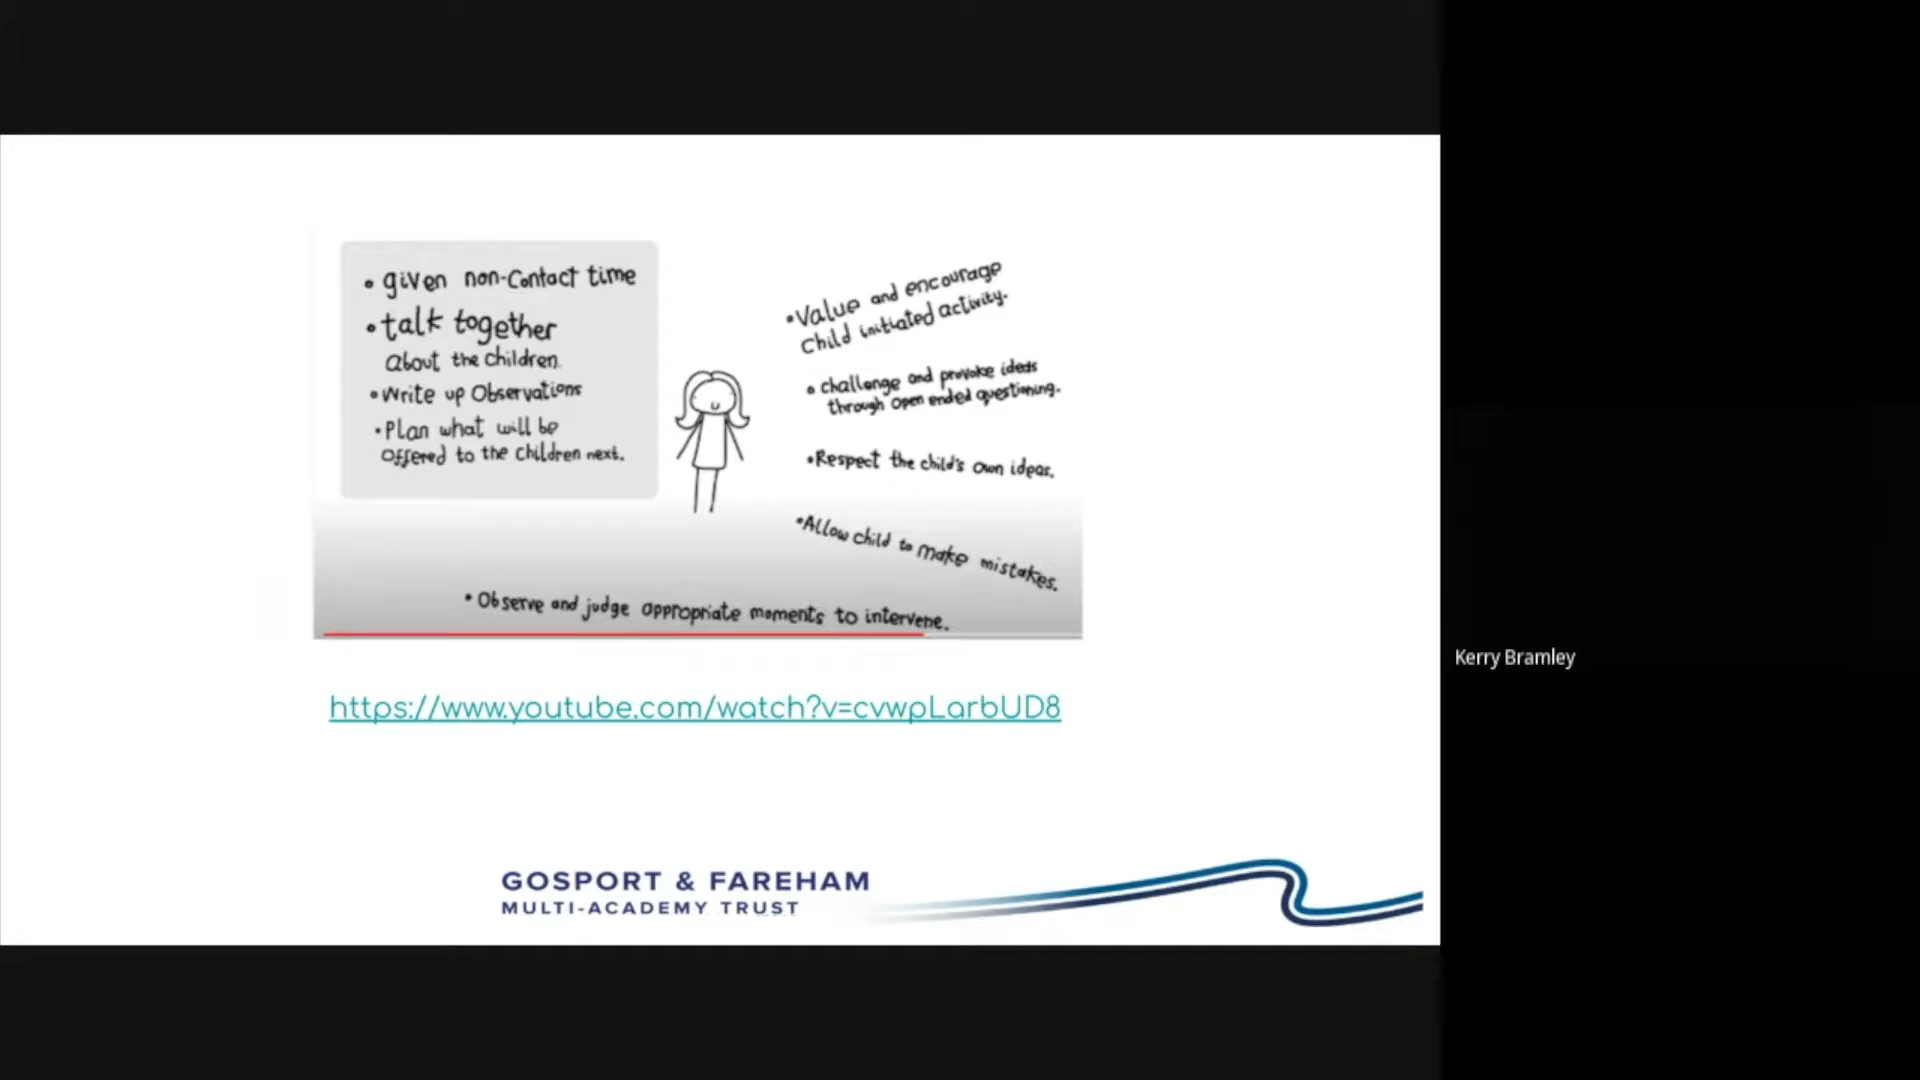 • given non-Contact time
• talk together
About the children.
• Write up Observations
• Plan what will be
Offered to the children next.
• Value and encourage
Child initiated activity.
• challenge and provoke ideas
through open ended questioning.
• Respect the child's own ideas.
• Allow child to make mistakes.
• Observe and judge appropriate moments to intervene.
https://www.youtube.com/watch?v=cvwpLarbUD8
GOSPORT & FAREHAM
MULTI-ACADEMY TRUST
Kerry Bramley